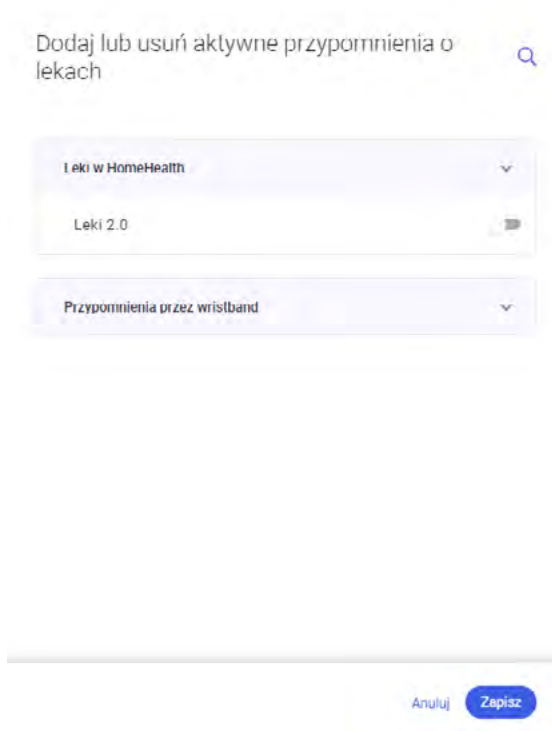 Dodaj lub usuń aktywne przypomnienia o
lekach
Leki w HomeHealth
Leki 2.0
Przypomnienia przez wristband
Anuluj
Zapisz